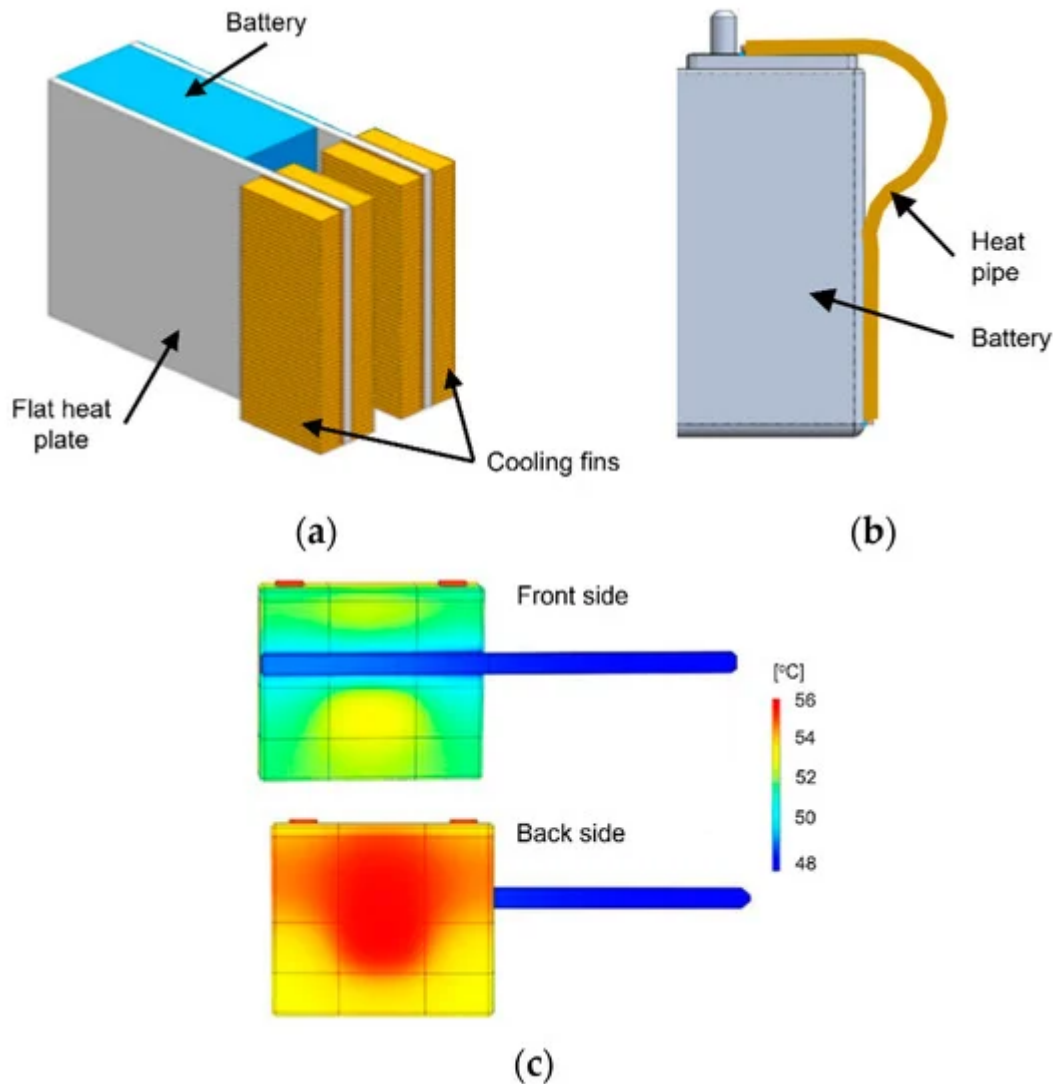 Battery
Flat heat
plate
Cooling fins
(a)
Heat
pipe
Battery
(b)
Front side
[°C]
56
54
52
50
48
Back side
(c)